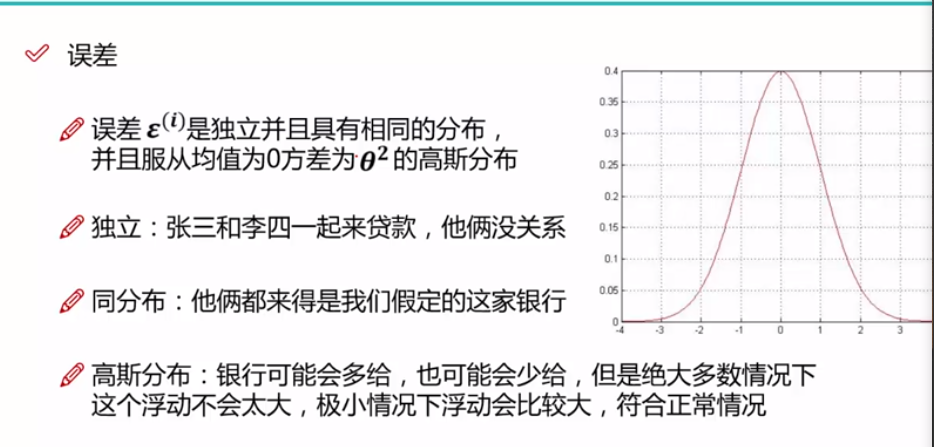 误差
误差 ε⁽ⁱ⁾是独立并且具有相同的分布，
并且服从均值为0方差为θ²的高斯分布
独立：张三和李四一起来贷款，他俩没关系
同分布：他俩都来得是我们假定的这家银行
高斯分布：银行可能会多给，也可能会少给，但是绝大多数情况下
这个浮动不会太大，极小情况下浮动会比较大，符合正常情况
0.4
0.35
0.3
0.25
0.2
0.15
0.1
0.05
0
-4 -3 -2 -1 0 1 2 3